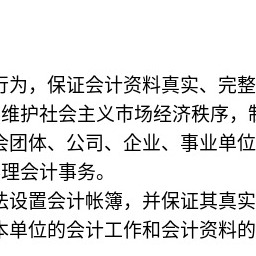 行为，保证会计资料真实、完整
维护社会主义市场经济秩序，制
会团体、公司、企业、事业单位
理会计事务。
法设置会计帐簿，并保证其真实
本单位的会计工作和会计资料的